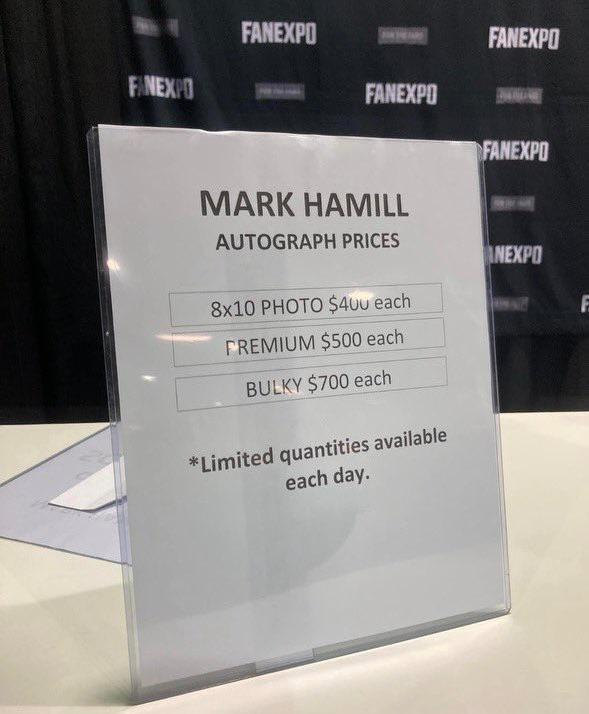 FANEXPO
FANEXPO
FANEXPO
FANEXPO
FANEXPO
MARK HAMILL
AUTOGRAPH PRICES
8x10 PHOTO $400 each
PREMIUM $500 each
BULKY $700 each
*Limited quantities available
each day.